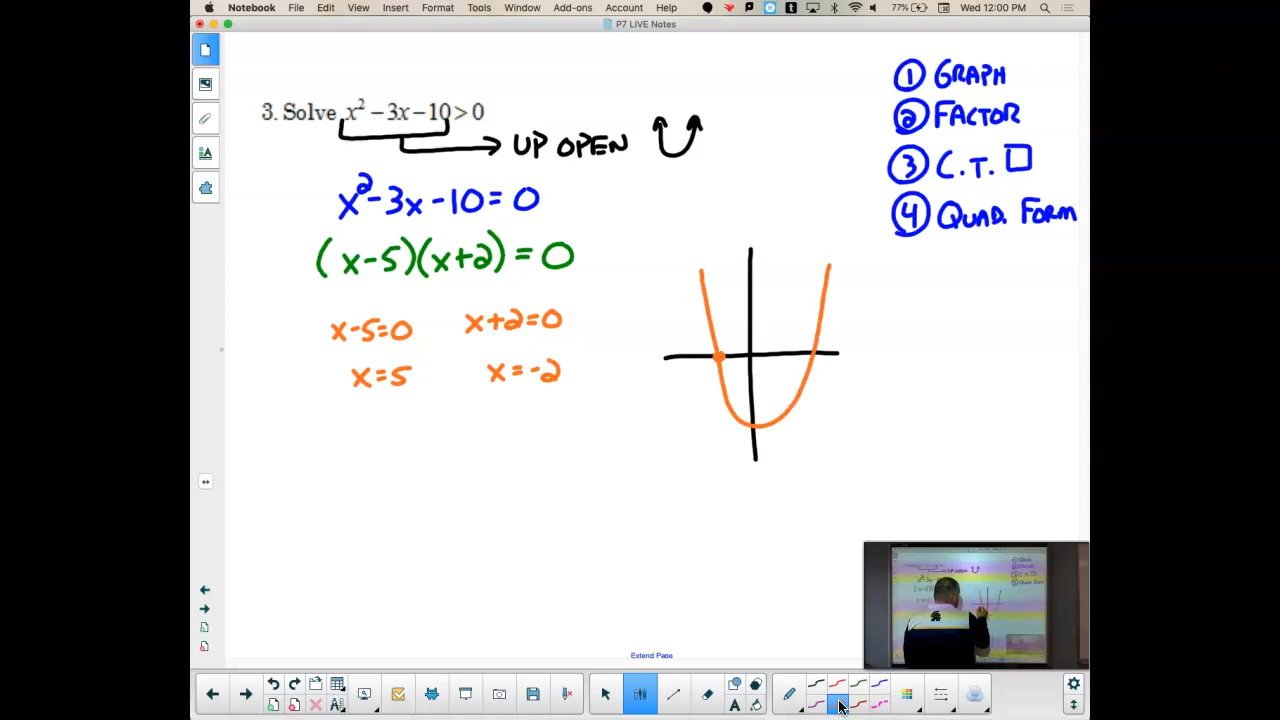 Notebook File Edit View Insert Format Tools Window Add-ons Account Help 77% Wed 12:00 PM
P7 LIVE Notes
3. Solve x² − 3x − 10 > 0
UP OPEN
x² - 3x - 10 = 0
(x-5)(x+2) = 0
x-5=0 x+2=0
x=5 x=-2
① GRAPH
② FACTOR
③ C.T. □
④ QUAD. FORM
Extend Page